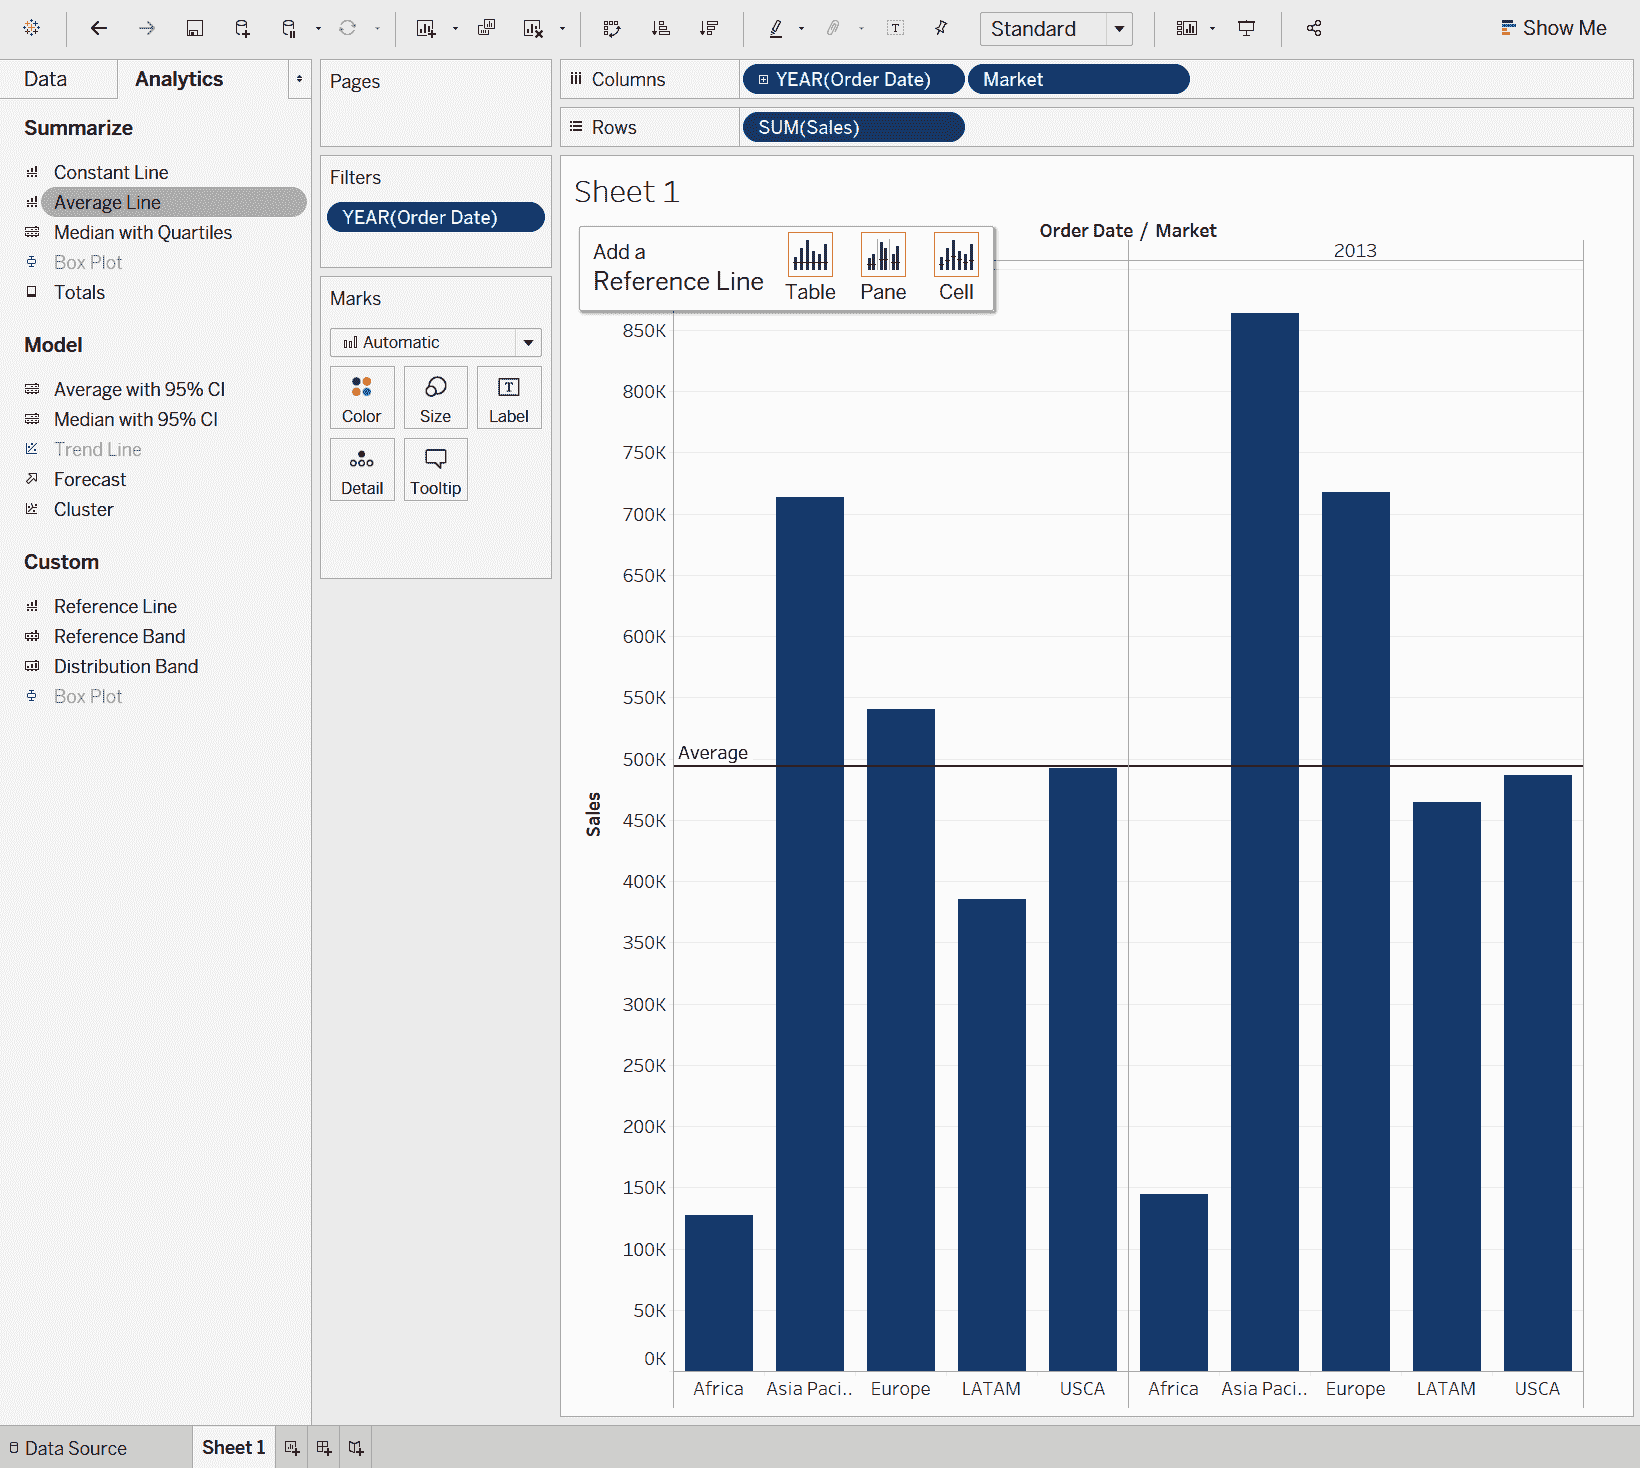 Standard
Show Me
Data
Analytics
Summarize
Constant Line
Average Line
Median with Quartiles
Box Plot
Totals
Model
Average with 95% CI
Median with 95% CI
Trend Line
Forecast
Cluster
Custom
Reference Line
Reference Band
Distribution Band
Box Plot
Pages
Filters
YEAR(Order Date)
Marks
Automatic
Color
Size
T
Label
Detail
Tooltip
Columns
YEAR(Order Date)
Market
Rows
SUM(Sales)
Sheet 1
Order Date / Market
2013
Add a
Reference Line
Table
Pane
Cell
850K
800K
750K
700K
650K
600K
550K
500K
450K
400K
350K
300K
250K
200K
150K
100K
50K
0K
Sales
Average
Africa
Asia Paci..
Europe
LATAM
USCA
Africa
Asia Paci..
Europe
LATAM
USCA
Data Source
Sheet 1